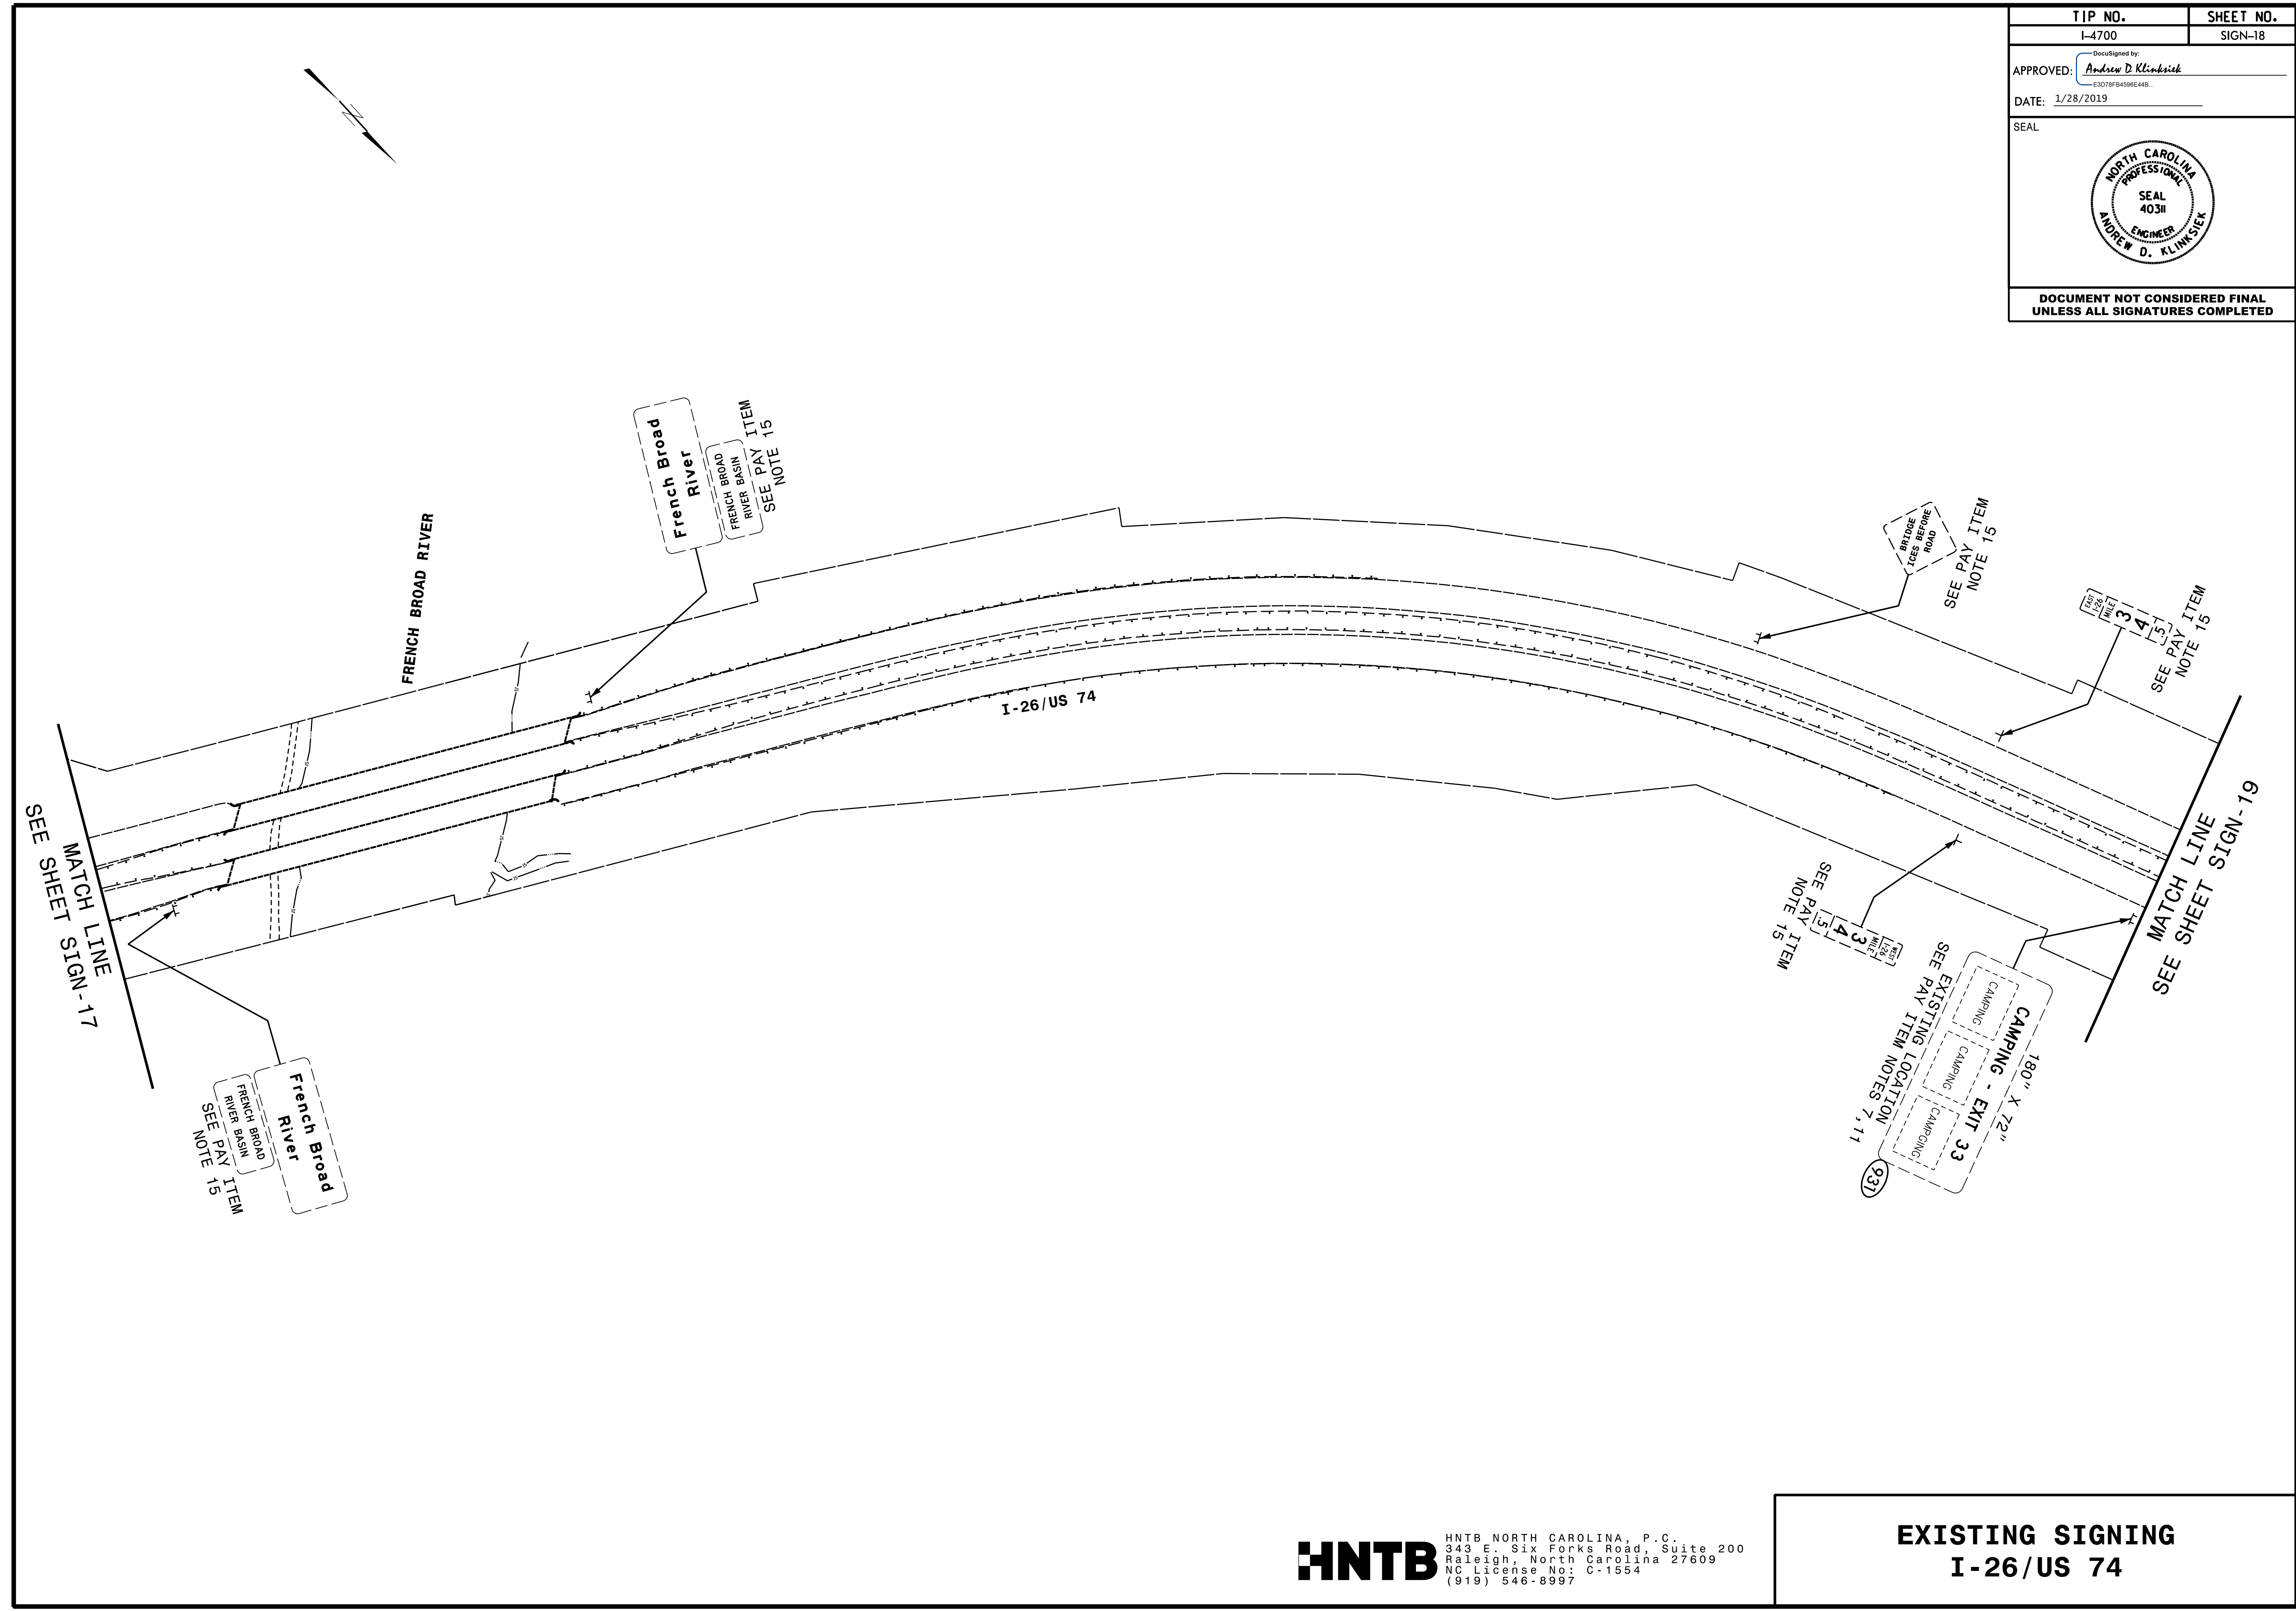 TIP NO.
SHEET NO.
I-4700
SIGN-18
DocuSigned by:
APPROVED: Andrew D. Klinksiek
E3D78FB4596E44B...
DATE: 1/28/2019
SEAL
NORTH CAROLINA
PROFESSIONAL
SEAL
40311
ENGINEER
ANDREW D. KLINKSIEK
DOCUMENT NOT CONSIDERED FINAL
UNLESS ALL SIGNATURES COMPLETED
FRENCH BROAD RIVER
French Broad
River
FRENCH BROAD
RIVER BASIN
SEE PAY ITEM
NOTE 15
BRIDGE
ICES BEFORE
ROAD
SEE PAY ITEM
NOTE 15
EAST
I-26
MILE
3
4
.5
SEE PAY ITEM
NOTE 15
I-26/US 74
MATCH LINE
SEE SHEET SIGN-17
MATCH LINE
SEE SHEET SIGN-19
WEST
I-26
MILE
3
4
.5
SEE PAY ITEM
NOTE 15
180" X 72"
CAMPING - EXIT 33
CAMPING
CAMPING
CAMPGING
EXISTING LOCATION
SEE PAY ITEM NOTES 7,11
931
French Broad
River
FRENCH BROAD
RIVER BASIN
SEE PAY ITEM
NOTE 15
HNTB
HNTB NORTH CAROLINA, P.C.
343 E. Six Forks Road, Suite 200
Raleigh, North Carolina 27609
NC License No: C-1554
(919) 546-8997
EXISTING SIGNING
I-26/US 74